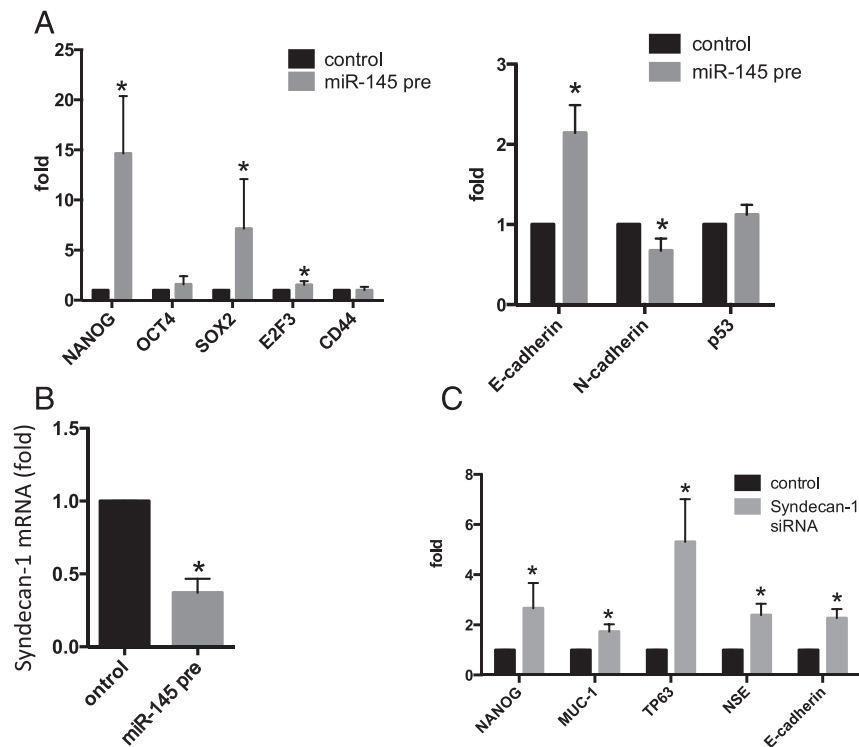 A
control
miR-145 pre
25
20
15
10
5
0
fold
*
*
*
NANOG
OCT4
SOX2
E2F3
CD44
control
miR-145 pre
3
2
1
0
fold
*
*
E-cadherin
N-cadherin
p53
B
1.5
1.0
0.5
0.0
Syndecan-1 mRNA (fold)
*
ontrol
miR-145 pre
C
control
Syndecan-1
siRNA
8
6
4
2
0
fold
*
*
*
*
*
NANOG
MUC-1
TP63
NSE
E-cadherin